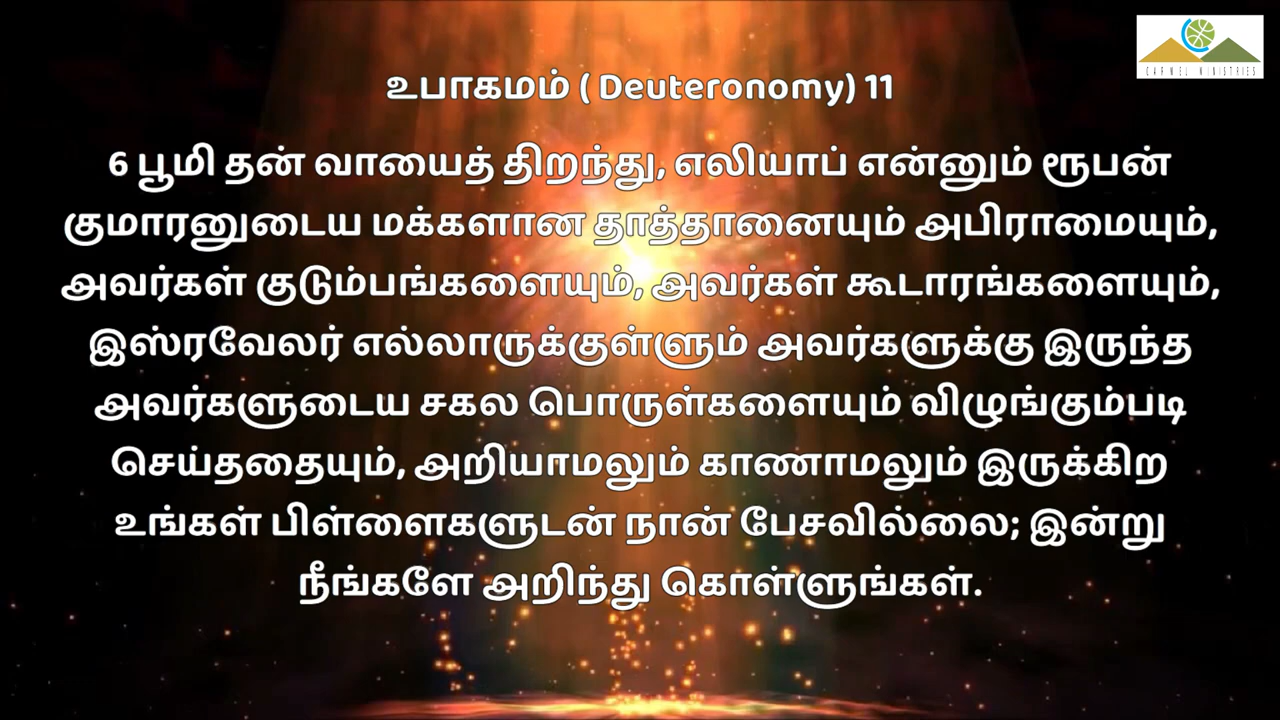 CARMEL MINISTRIES
உபாகமம் ( Deuteronomy) 11
6 பூமி தன் வாயைத் திறந்து, எலியாப் என்னும் ரூபன்
குமாரனுடைய மக்களான தாத்தானையும் அபிராமையும்,
அவர்கள் குடும்பங்களையும், அவர்கள் கூடாரங்களையும்,
இஸ்ரவேலர் எல்லாருக்குள்ளும் அவர்களுக்கு இருந்த
அவர்களுடைய சகல பொருள்களையும் விழுங்கும்படி
செய்ததையும், அறியாமலும் காணாமலும் இருக்கிற
உங்கள் பிள்ளைகளுடன் நான் பேசவில்லை; இன்று
நீங்களே அறிந்து கொள்ளுங்கள்.